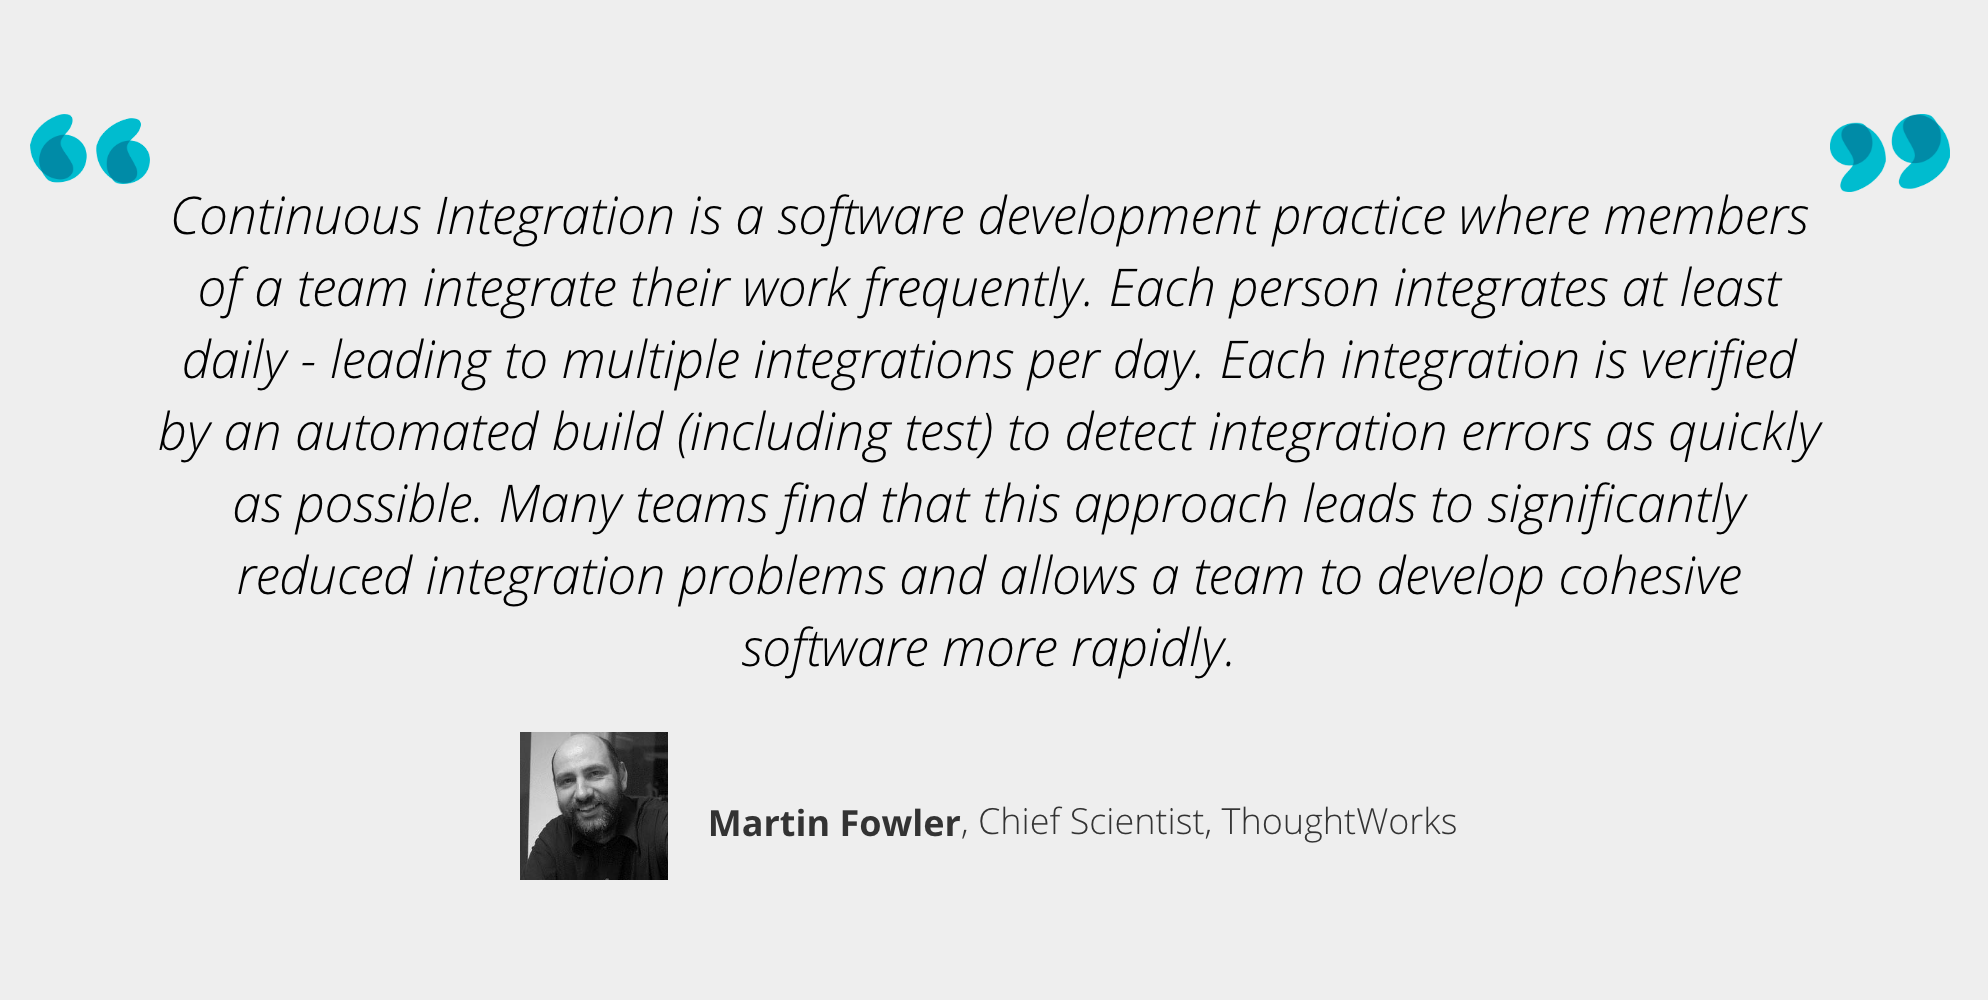 Continuous Integration is a software development practice where members
of a team integrate their work frequently. Each person integrates at least
daily - leading to multiple integrations per day. Each integration is verified
by an automated build (including test) to detect integration errors as quickly
as possible. Many teams find that this approach leads to significantly
reduced integration problems and allows a team to develop cohesive
software more rapidly.
Martin Fowler, Chief Scientist, ThoughtWorks